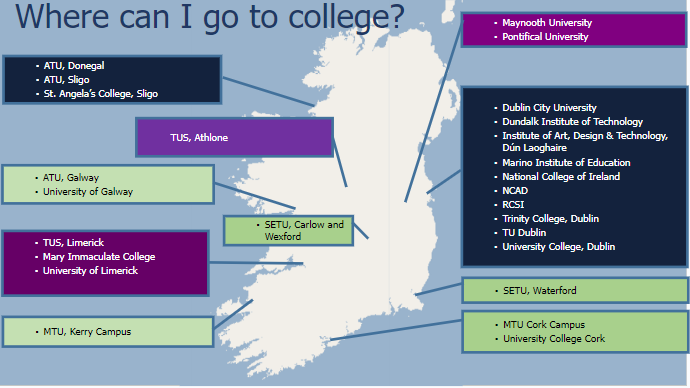 Where can I go to college?
• Maynooth University
• Pontifical University
• ATU, Donegal
• ATU, Sligo
• St. Angela's College, Sligo
• Dublin City University
• Dundalk Institute of Technology
• Institute of Art, Design & Technology,
Dún Laoghaire
• Marino Institute of Education
• National College of Ireland
• NCAD
• RCSI
• Trinity College, Dublin
• TU Dublin
• University College, Dublin
TUS, Athlone
• ATU, Galway
• University of Galway
• SETU, Carlow and
Wexford
• TUS, Limerick
• Mary Immaculate College
• University of Limerick
• SETU, Waterford
• MTU, Kerry Campus
• MTU Cork Campus
• University College Cork